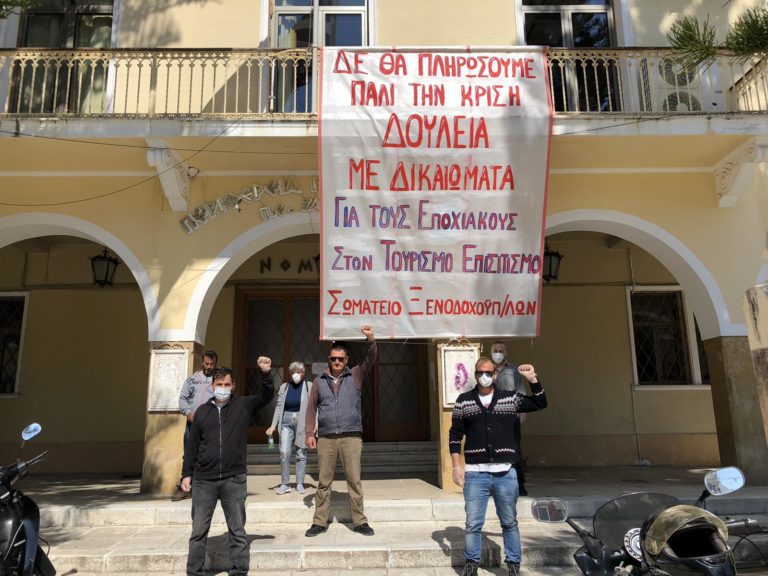 ΔΕ ΘΑ ΠΛΗΡΩΣΟΥΜΕ
ΠΑΛΙ ΤΗΝ ΚΡΙΣΗ
ΔΟΥΛΕΙΑ
ΜΕ ΔΙΚΑΙΩΜΑΤΑ
ΓΙΑ ΤΟΥΣ ΕΠΟΧΙΑΚΟΥΣ
ΣΤΟΝ ΤΟΥΡΙΣΜΟ ΕΠΙΣΙΤΙΣΜΟ
ΣΩΜΑΤΕΙΟ ΞΕΝΟΔΟΧΟΫΠ/ΛΩΝ
ΠΕΡΙΦΕΡΕΙΑ
ΝΟΜ